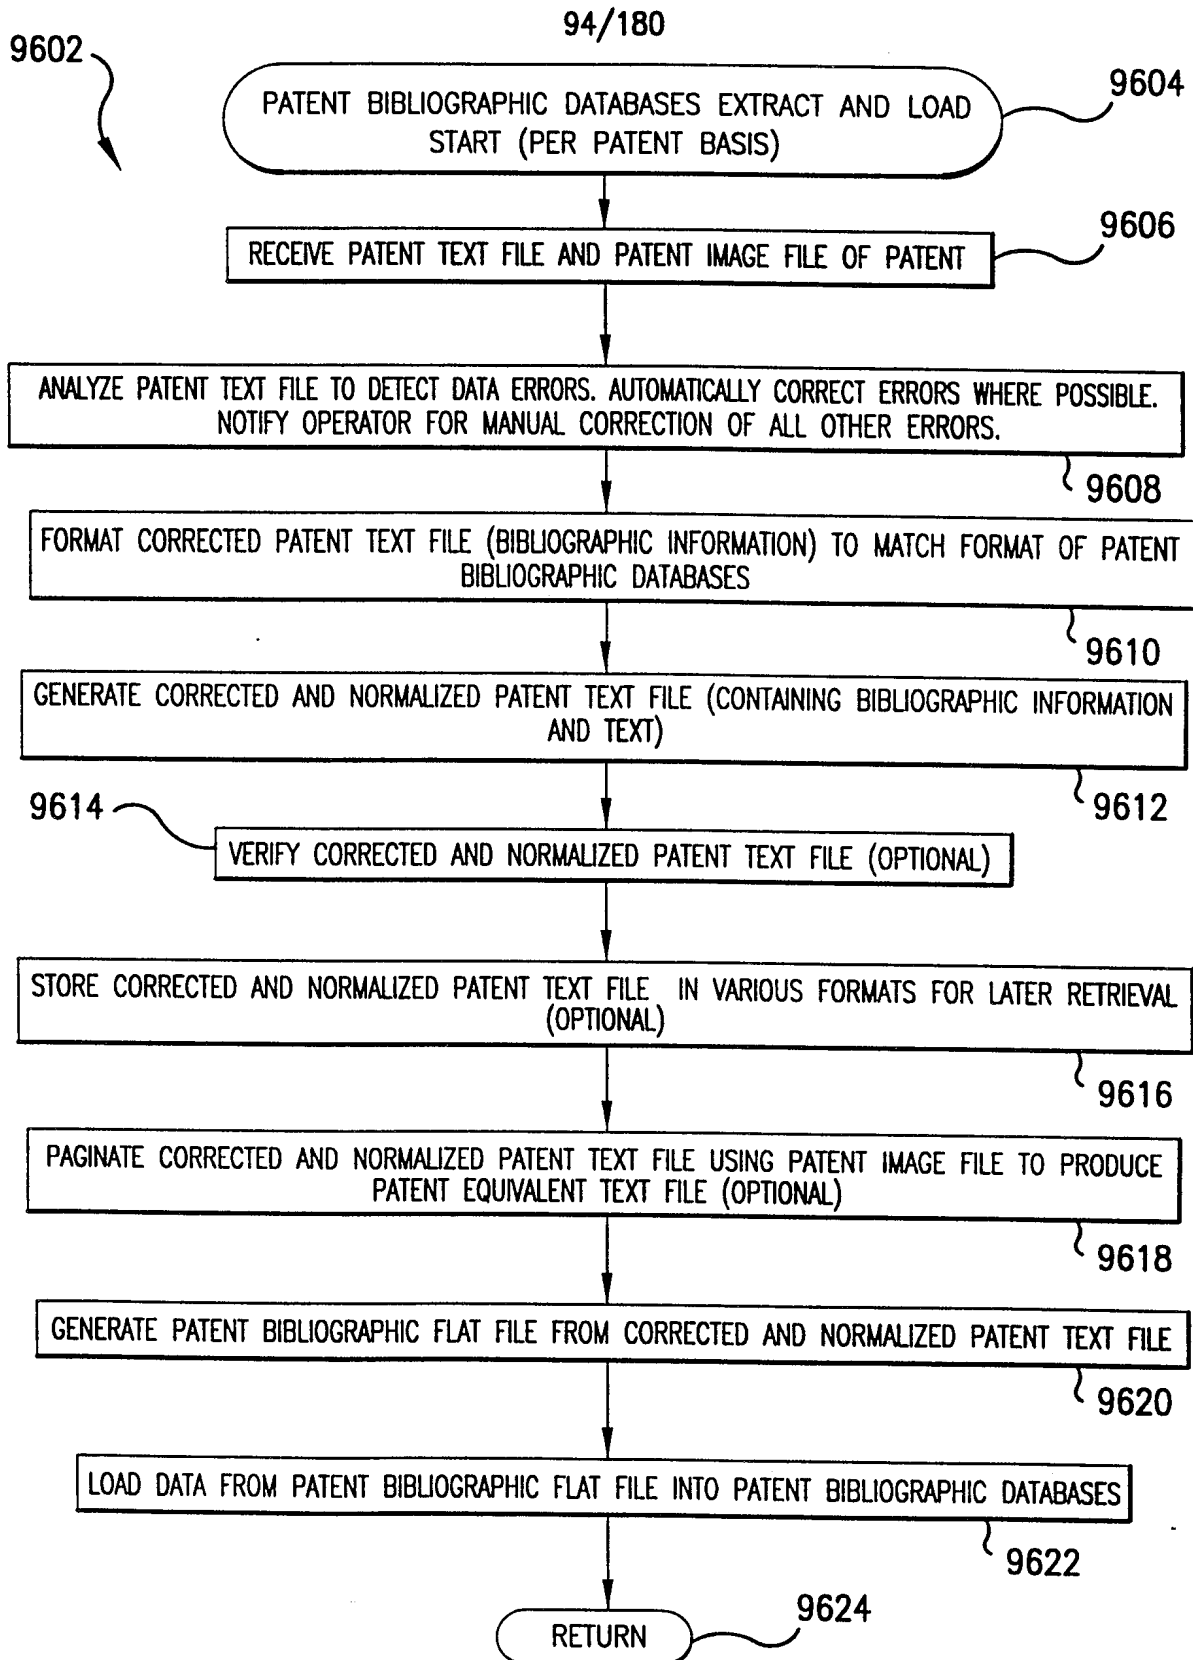 94/180
9602
PATENT BIBLIOGRAPHIC DATABASES EXTRACT AND LOAD
START (PER PATENT BASIS)
9604
RECEIVE PATENT TEXT FILE AND PATENT IMAGE FILE OF PATENT
9606
ANALYZE PATENT TEXT FILE TO DETECT DATA ERRORS. AUTOMATICALLY CORRECT ERRORS WHERE POSSIBLE.
NOTIFY OPERATOR FOR MANUAL CORRECTION OF ALL OTHER ERRORS.
9608
FORMAT CORRECTED PATENT TEXT FILE (BIBLIOGRAPHIC INFORMATION) TO MATCH FORMAT OF PATENT
BIBLIOGRAPHIC DATABASES
9610
GENERATE CORRECTED AND NORMALIZED PATENT TEXT FILE (CONTAINING BIBLIOGRAPHIC INFORMATION
AND TEXT)
9612
9614
VERIFY CORRECTED AND NORMALIZED PATENT TEXT FILE (OPTIONAL)
STORE CORRECTED AND NORMALIZED PATENT TEXT FILE IN VARIOUS FORMATS FOR LATER RETRIEVAL
(OPTIONAL)
9616
PAGINATE CORRECTED AND NORMALIZED PATENT TEXT FILE USING PATENT IMAGE FILE TO PRODUCE
PATENT EQUIVALENT TEXT FILE (OPTIONAL)
9618
GENERATE PATENT BIBLIOGRAPHIC FLAT FILE FROM CORRECTED AND NORMALIZED PATENT TEXT FILE
9620
LOAD DATA FROM PATENT BIBLIOGRAPHIC FLAT FILE INTO PATENT BIBLIOGRAPHIC DATABASES
9622
RETURN
9624